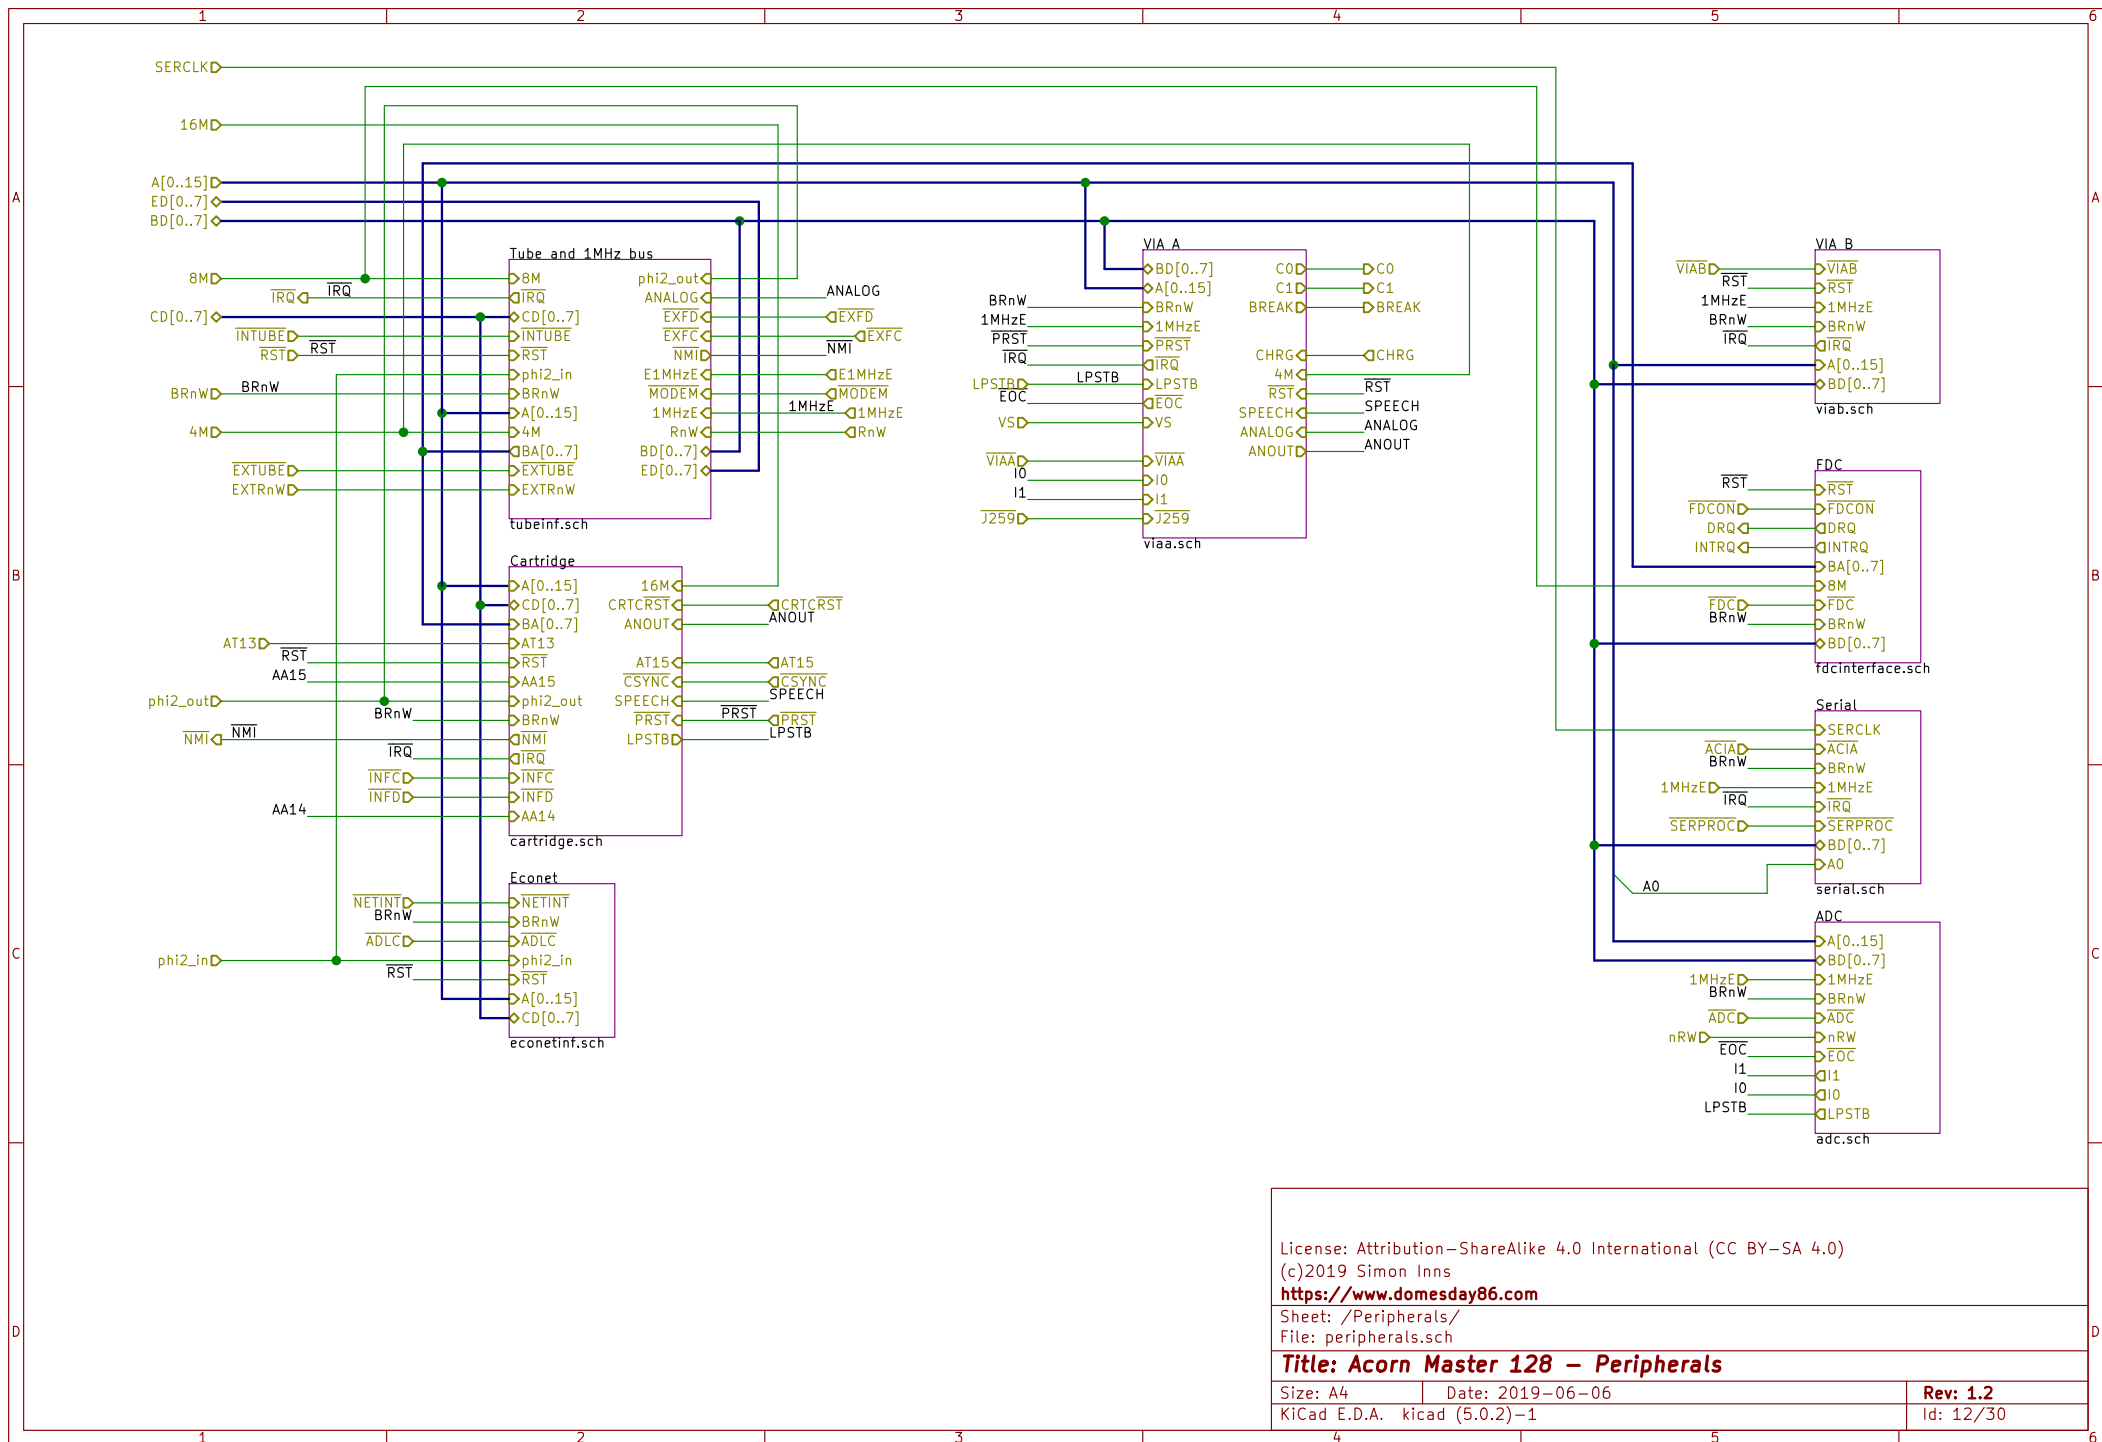 1 2 3 4 5 6
SERCLK
16M
A[0..15]
ED[0..7]
BD[0..7]
8M
IRQ IRQ
CD[0..7]
INTUBE
RST RST
BRnW BRnW
4M
EXTUBE
EXTRnW
Tube and 1MHz bus
8M phi2_out
IRQ ANALOG ANALOG
CD[0..7] EXFD EXFD
INTUBE EXFC EXFC
RST NMI NMI
phi2_in E1MHzE E1MHzE
BRnW MODEM MODEM
A[0..15] 1MHzE 1MHzE 1MHzE
4M RnW RnW
BA[0..7] BD[0..7]
EXTUBE ED[0..7]
EXTRnW
tubeinf.sch
Cartridge
A[0..15] 16M
CD[0..7] CRTCRST CRTCRST
BA[0..7] ANOUT ANOUT
AT13 AT13
RST RST AT15 AT15
AA15 AA15 CSYNC CSYNC
phi2_out phi2_out SPEECH SPEECH
BRnW BRnW PRST PRST PRST
NMI NMI NMI LPSTB LPSTB
IRQ IRQ
INFC INFC
INFD INFD
AA14 AA14
cartridge.sch
Econet
NETINT NETINT
BRnW BRnW
ADLC ADLC
phi2_in phi2_in
RST RST
A[0..15]
CD[0..7]
econetinf.sch
VIA A
BD[0..7] C0 C0
A[0..15] C1 C1
BRnW BRnW BREAK BREAK
1MHzE 1MHzE
PRST PRST CHRG CHRG
IRQ IRQ 4M
LPSTB LPSTB LPSTB RST RST
EOC EOC SPEECH SPEECH
VS VS ANALOG ANALOG
ANOUT ANOUT
VIAA VIAA
I0 I0
I1 I1
J259 J259
viaa.sch
VIA B
VIAB VIAB
RST RST
1MHzE 1MHzE
BRnW BRnW
IRQ IRQ
A[0..15]
BD[0..7]
viab.sch
FDC
RST RST
FDCON FDCON
DRQ DRQ
INTRQ INTRQ
BA[0..7]
8M
FDC FDC
BRnW BRnW
BD[0..7]
fdcinterface.sch
Serial
SERCLK
ACIA ACIA
BRnW BRnW
1MHzE 1MHzE
IRQ IRQ
SERPROC SERPROC
BD[0..7]
A0 A0
serial.sch
ADC
A[0..15]
BD[0..7]
1MHzE 1MHzE
BRnW BRnW
ADC ADC
nRW nRW
EOC EOC
I1 I1
I0 I0
LPSTB LPSTB
adc.sch
A A
B B
C C
D D
License: Attribution-ShareAlike 4.0 International (CC BY-SA 4.0)
(c)2019 Simon Inns
https://www.domesday86.com
Sheet: /Peripherals/
File: peripherals.sch
Title: Acorn Master 128 - Peripherals
Size: A4 Date: 2019-06-06 Rev: 1.2
KiCad E.D.A. kicad (5.0.2)-1 Id: 12/30
1 2 3 4 5 6